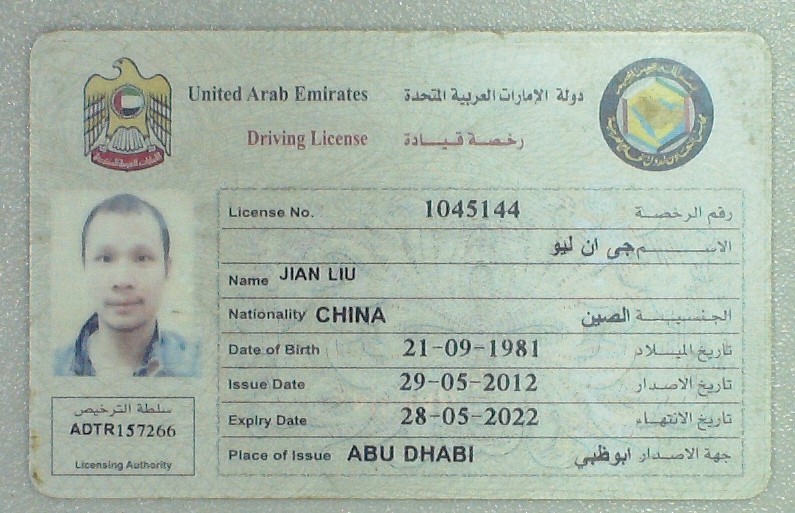 United Arab Emirates دولة الإمارات العربية المتحدة
Driving License رخصة قيادة
License No. 1045144 رقم الرخصة
الاسم جى ان ليو
Name JIAN LIU
Nationality CHINA الجنسية الصين
Date of Birth 21-09-1981 تاريخ الميلاد
Issue Date 29-05-2012 تاريخ الاصدار
Expiry Date 28-05-2022 تاريخ الانتهاء
Place of Issue ABU DHABI جهة الاصدار ابوظبي
سلطة الترخيص
ADTR157266
Licensing Authority